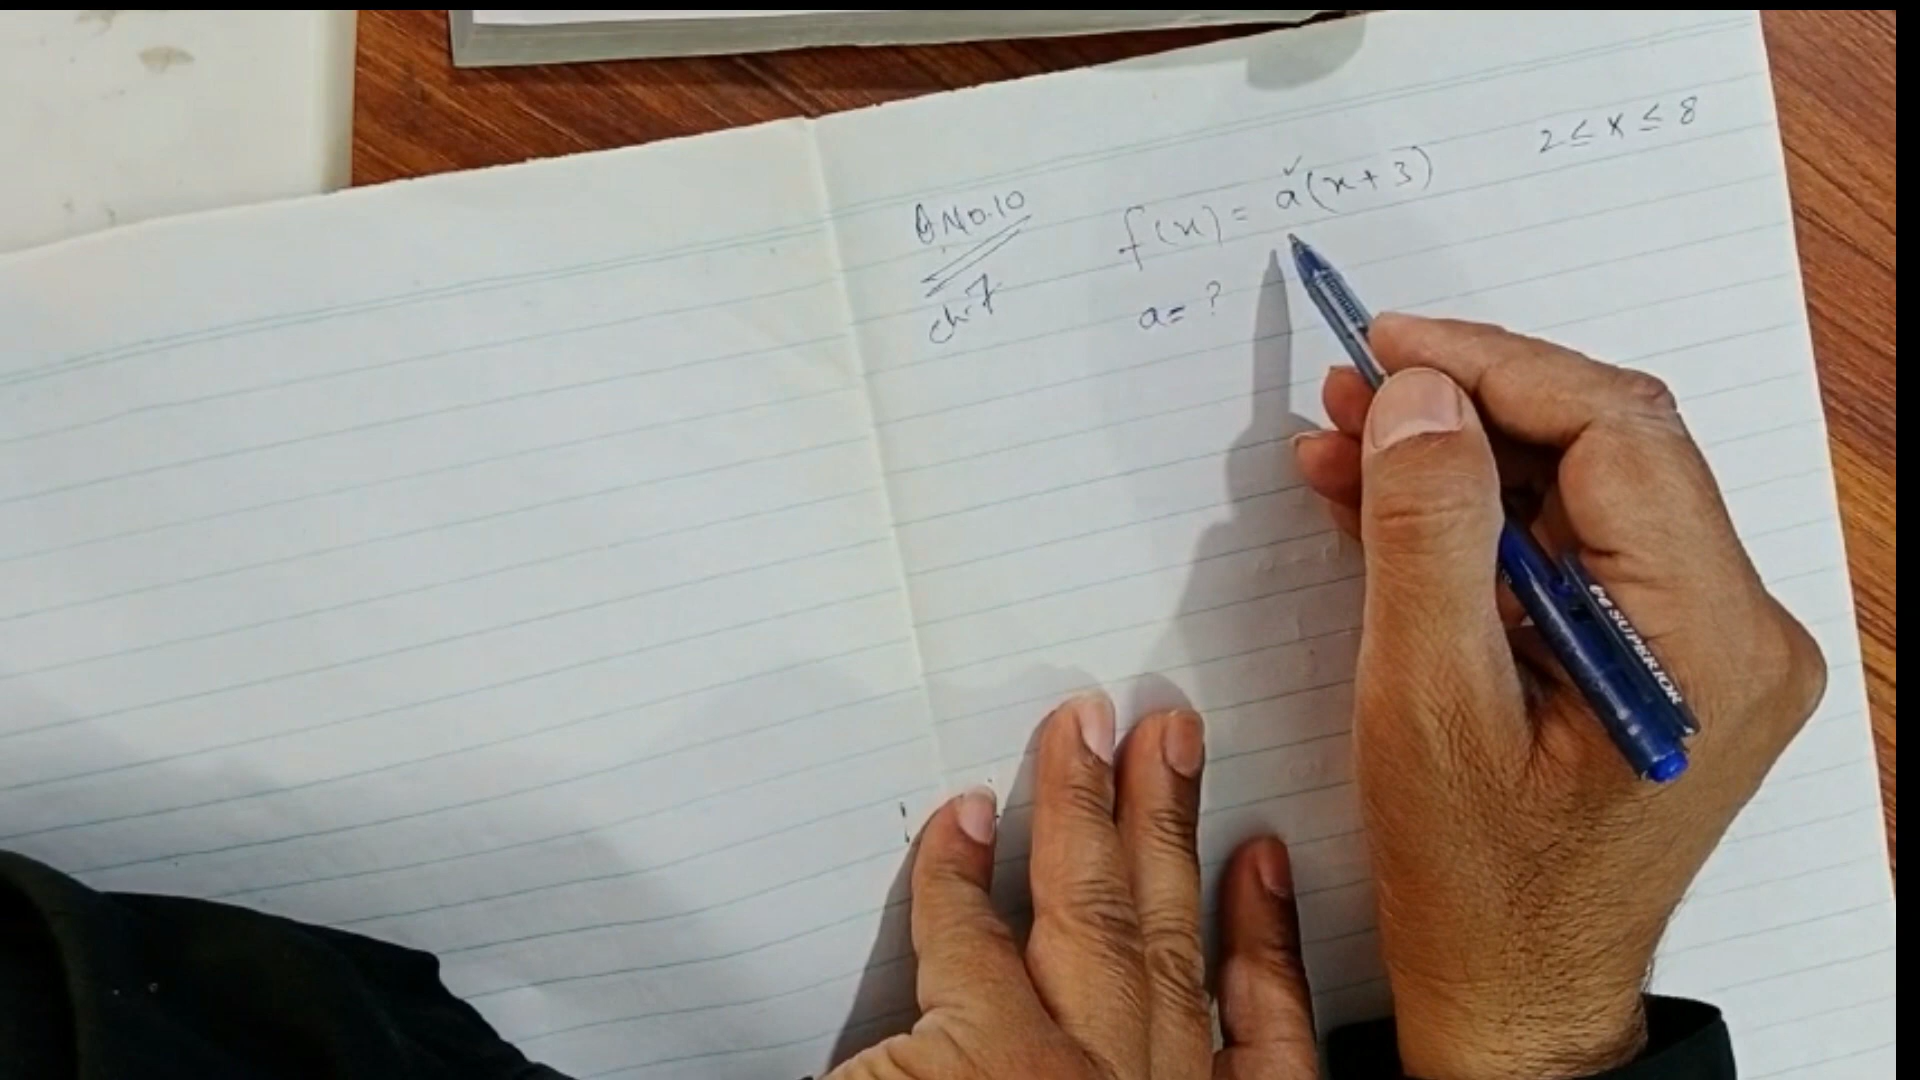 Q No.10
f(x) = a(x+3) 2 ≤ x ≤ 8
ch-7
a= ?
SUPERIOR